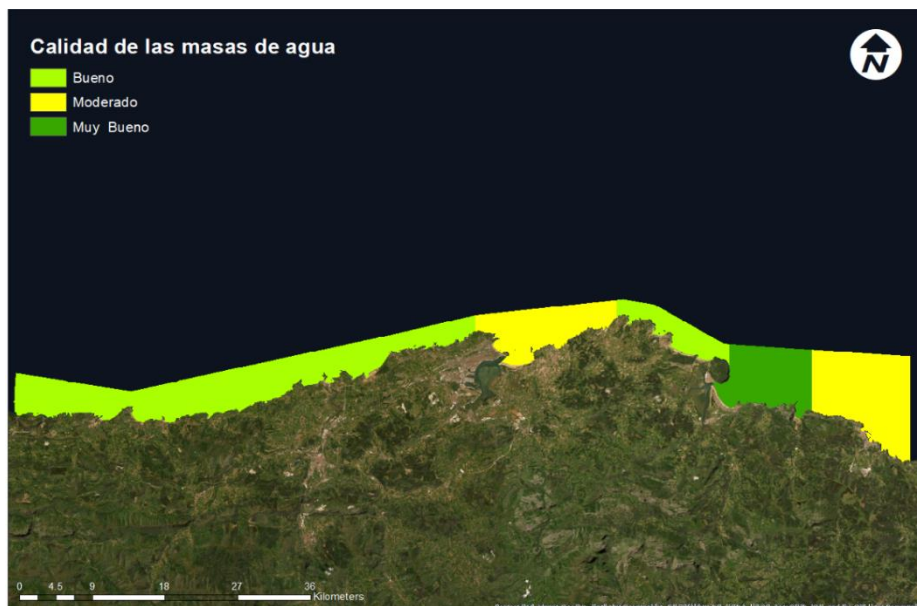 Calidad de las masas de agua
Bueno
Moderado
Muy Bueno
N
0 4.5 9 18 27 36
Kilometers